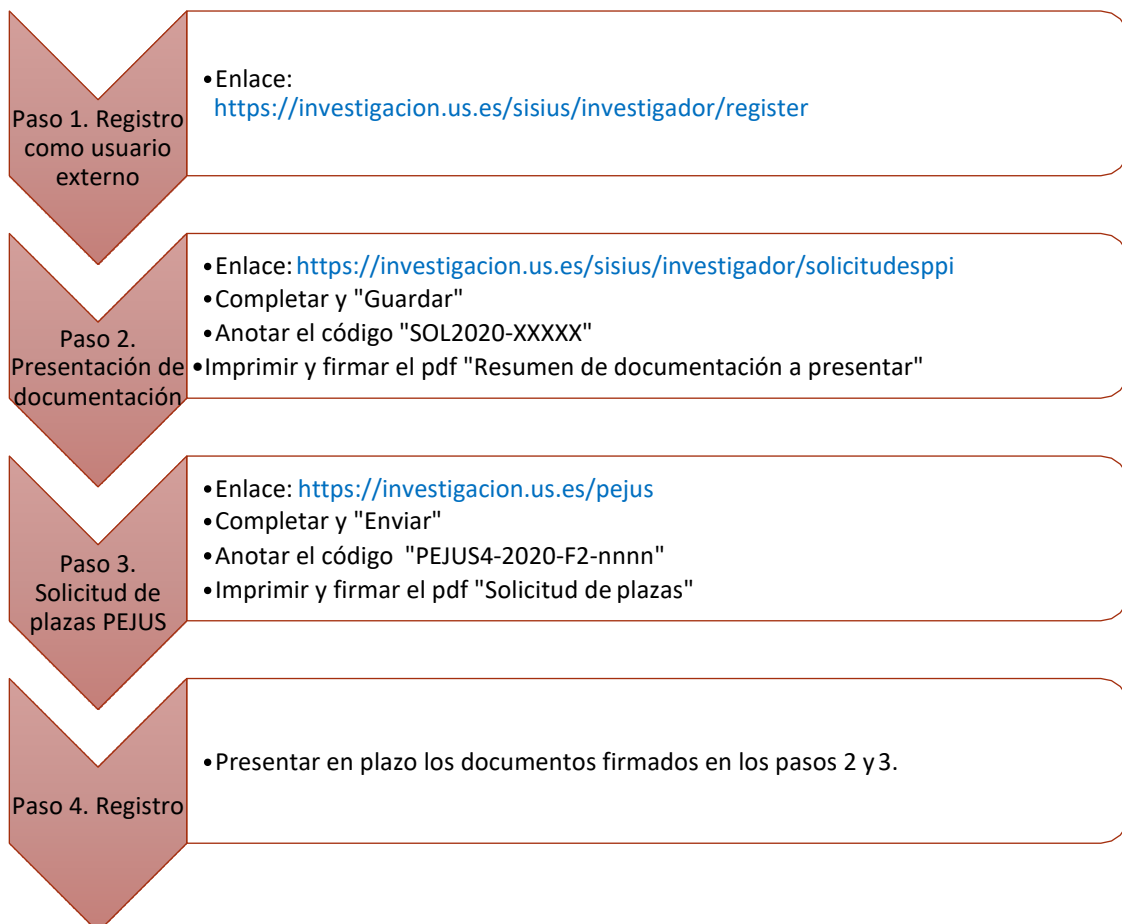 Paso 1. Registro
como usuario
externo
•Enlace:
https://investigacion.us.es/sisius/investigador/register
Paso 2.
Presentación de
documentación
•Enlace: https://investigacion.us.es/sisius/investigador/solicitudesppi
•Completar y "Guardar"
•Anotar el código "SOL2020-XXXXX"
•Imprimir y firmar el pdf "Resumen de documentación a presentar"
Paso 3.
Solicitud de
plazas PEJUS
•Enlace: https://investigacion.us.es/pejus
•Completar y "Enviar"
•Anotar el código "PEJUS4-2020-F2-nnnn"
•Imprimir y firmar el pdf "Solicitud de plazas"
Paso 4. Registro
•Presentar en plazo los documentos firmados en los pasos 2 y 3.